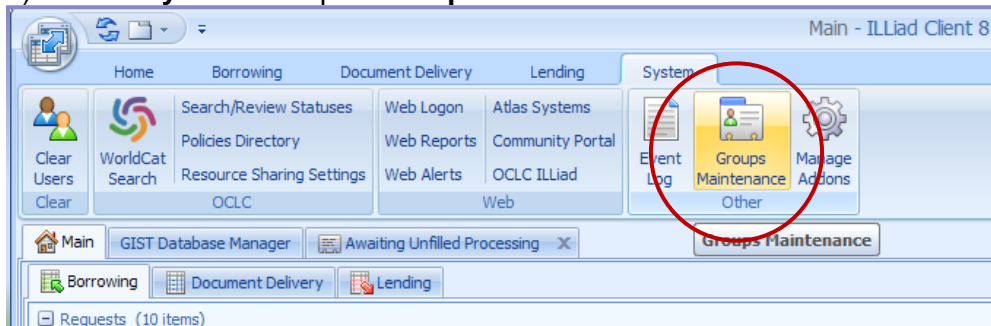 Main - ILLiad Client 8
Home Borrowing Document Delivery Lending System
Search/Review Statuses Web Logon Atlas Systems
Policies Directory Web Reports Community Portal
Clear Users WorldCat Search Resource Sharing Settings Web Alerts OCLC ILLiad Event Log Groups Maintenance Manage Addons
Clear OCLC Web Other
Main GIST Database Manager Awaiting Unfilled Processing X Groups Maintenance
Borrowing Document Delivery Lending
Requests (10 items)